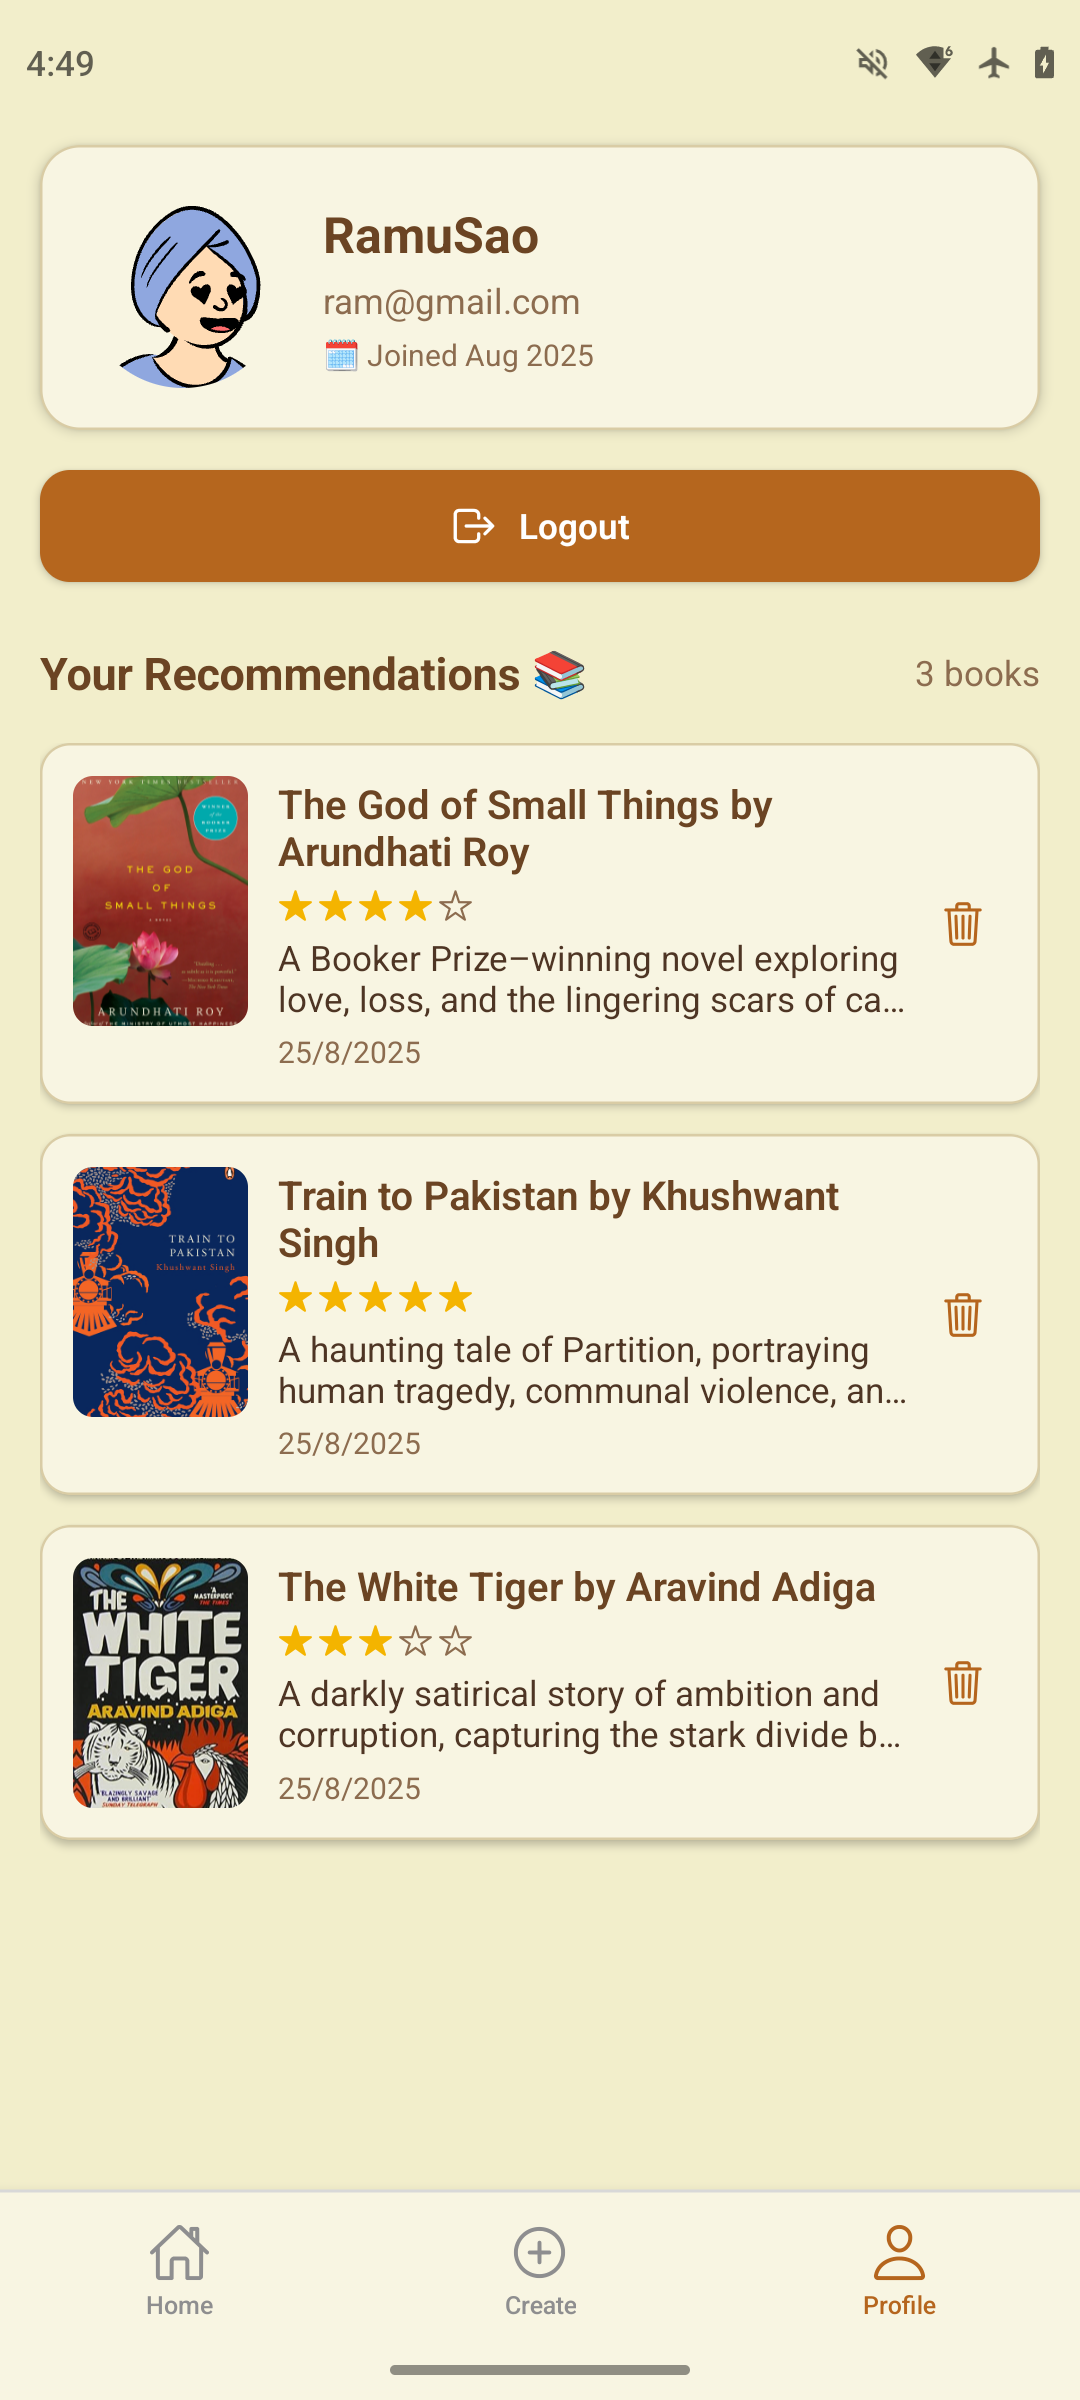 4:49
6
RamuSao
ram@gmail.com
Joined Aug 2025
Logout
Your Recommendations
3 books
NEW YORK TIMES BESTSELLER
WINNER
of the
BOOKER
PRIZE
THE GOD
OF
SMALL THINGS
A NOVEL
ARUNDHATI ROY
THE MINISTRY OF UTMOST HAPPINESS
The God of Small Things by
Arundhati Roy
A Booker Prize–winning novel exploring
love, loss, and the lingering scars of ca...
25/8/2025
TRAIN TO
PAKISTAN
Khushwant Singh
Train to Pakistan by Khushwant
Singh
A haunting tale of Partition, portraying
human tragedy, communal violence, an...
25/8/2025
THE
'A
MASTERPIECE'
THE TIMES
WHITE
TIGER
ARAVIND ADIGA
'BLAZINGLY SAVAGE
AND BRILLIANT'
SUNDAY TELEGRAPH
The White Tiger by Aravind Adiga
A darkly satirical story of ambition and
corruption, capturing the stark divide b...
25/8/2025
Home
Create
Profile